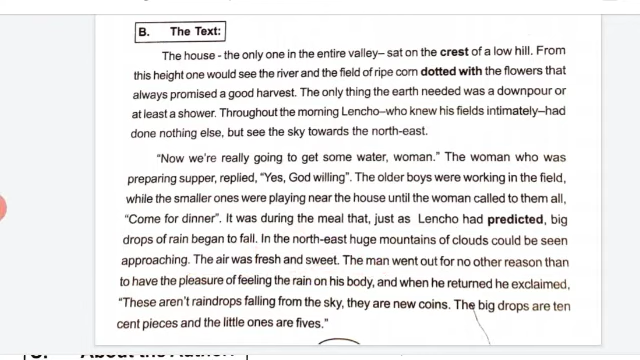 B. The Text:
The house - the only one in the entire valley– sat on the crest of a low hill. From
this height one would see the river and the field of ripe corn dotted with the flowers that
always promised a good harvest. The only thing the earth needed was a downpour or
at least a shower. Throughout the morning Lencho–who knew his fields intimately–had
done nothing else, but see the sky towards the north-east.
"Now we're really going to get some water, woman." The woman who was
preparing supper, replied, "Yes, God willing". The older boys were working in the field,
while the smaller ones were playing near the house until the woman called to them all,
"Come for dinner". It was during the meal that, just as Lencho had predicted, big
drops of rain began to fall. In the north-east huge mountains of clouds could be seen
approaching. The air was fresh and sweet. The man went out for no other reason than
to have the pleasure of feeling the rain on his body, and when he returned he exclaimed,
"These aren't raindrops falling from the sky, they are new coins. The big drops are ten
cent pieces and the little ones are fives."